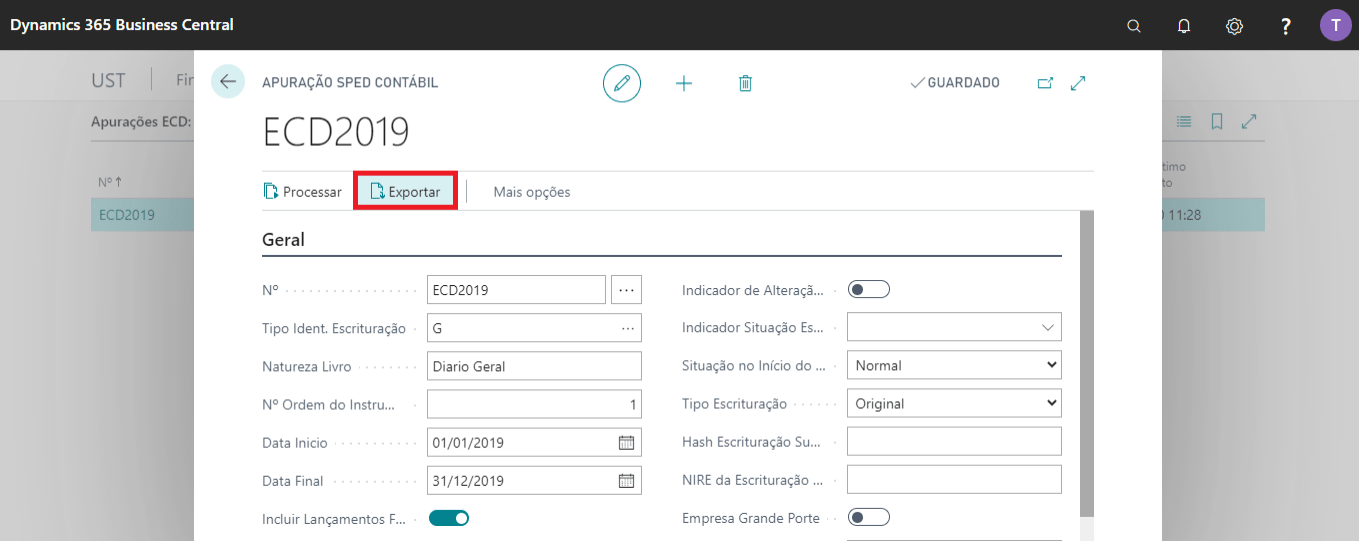 Dynamics 365 Business Central
?
T
UST
Fin
APURAÇÃO SPED CONTÁBIL
GUARDADO
Apurações ECD:
ECD2019
timo
to
Nº↑
Processar
Exportar
Mais opções
ECD2019
11:28
Geral
Nº
ECD2019
...
Indicador de Alteraçã...
Tipo Ident. Escrituração
G
...
Indicador Situação Es...
Natureza Livro
Diario Geral
Situação no Início do ...
Normal
Nº Ordem do Instru...
1
Tipo Escrituração
Original
Data Inicio
01/01/2019
Hash Escrituração Su...
Data Final
31/12/2019
NIRE da Escrituração ...
Incluir Lançamentos F...
Empresa Grande Porte